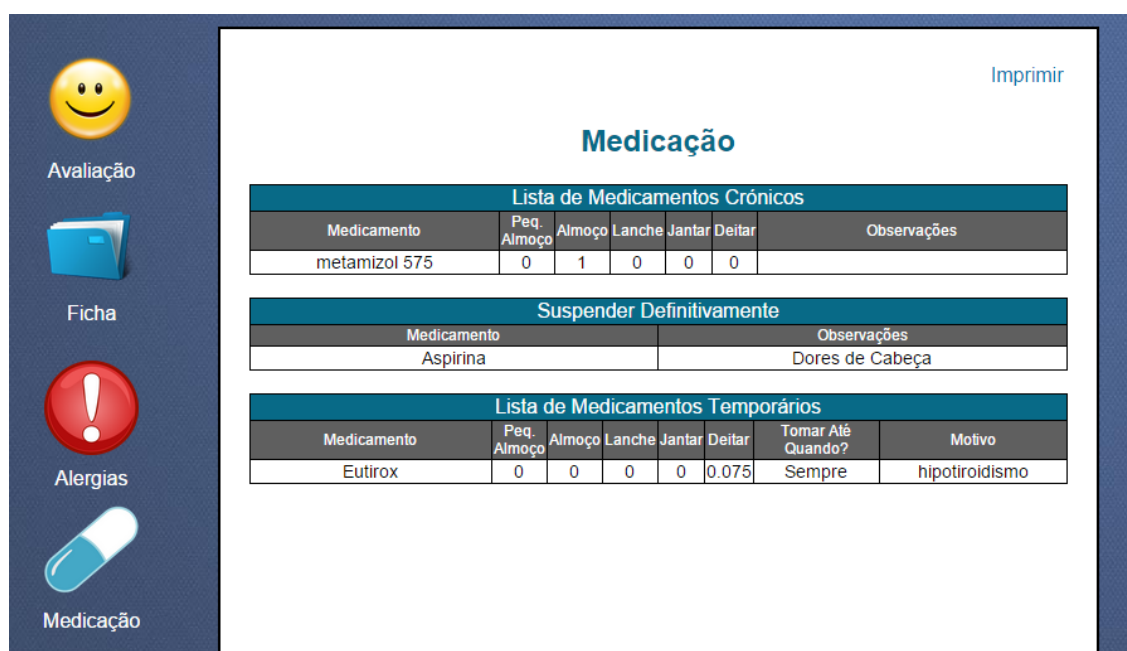 Avaliação
Ficha
Alergias
Medicação
Imprimir
Medicação
Lista de Medicamentos Crónicos
Medicamento Peq. Almoço Almoço Lanche Jantar Deitar Observações
metamizol 575 0 1 0 0 0
Suspender Definitivamente
Medicamento Observações
Aspirina Dores de Cabeça
Lista de Medicamentos Temporários
Medicamento Peq. Almoço Almoço Lanche Jantar Deitar Tomar Até Quando? Motivo
Eutirox 0 0 0 0 0.075 Sempre hipotiroidismo